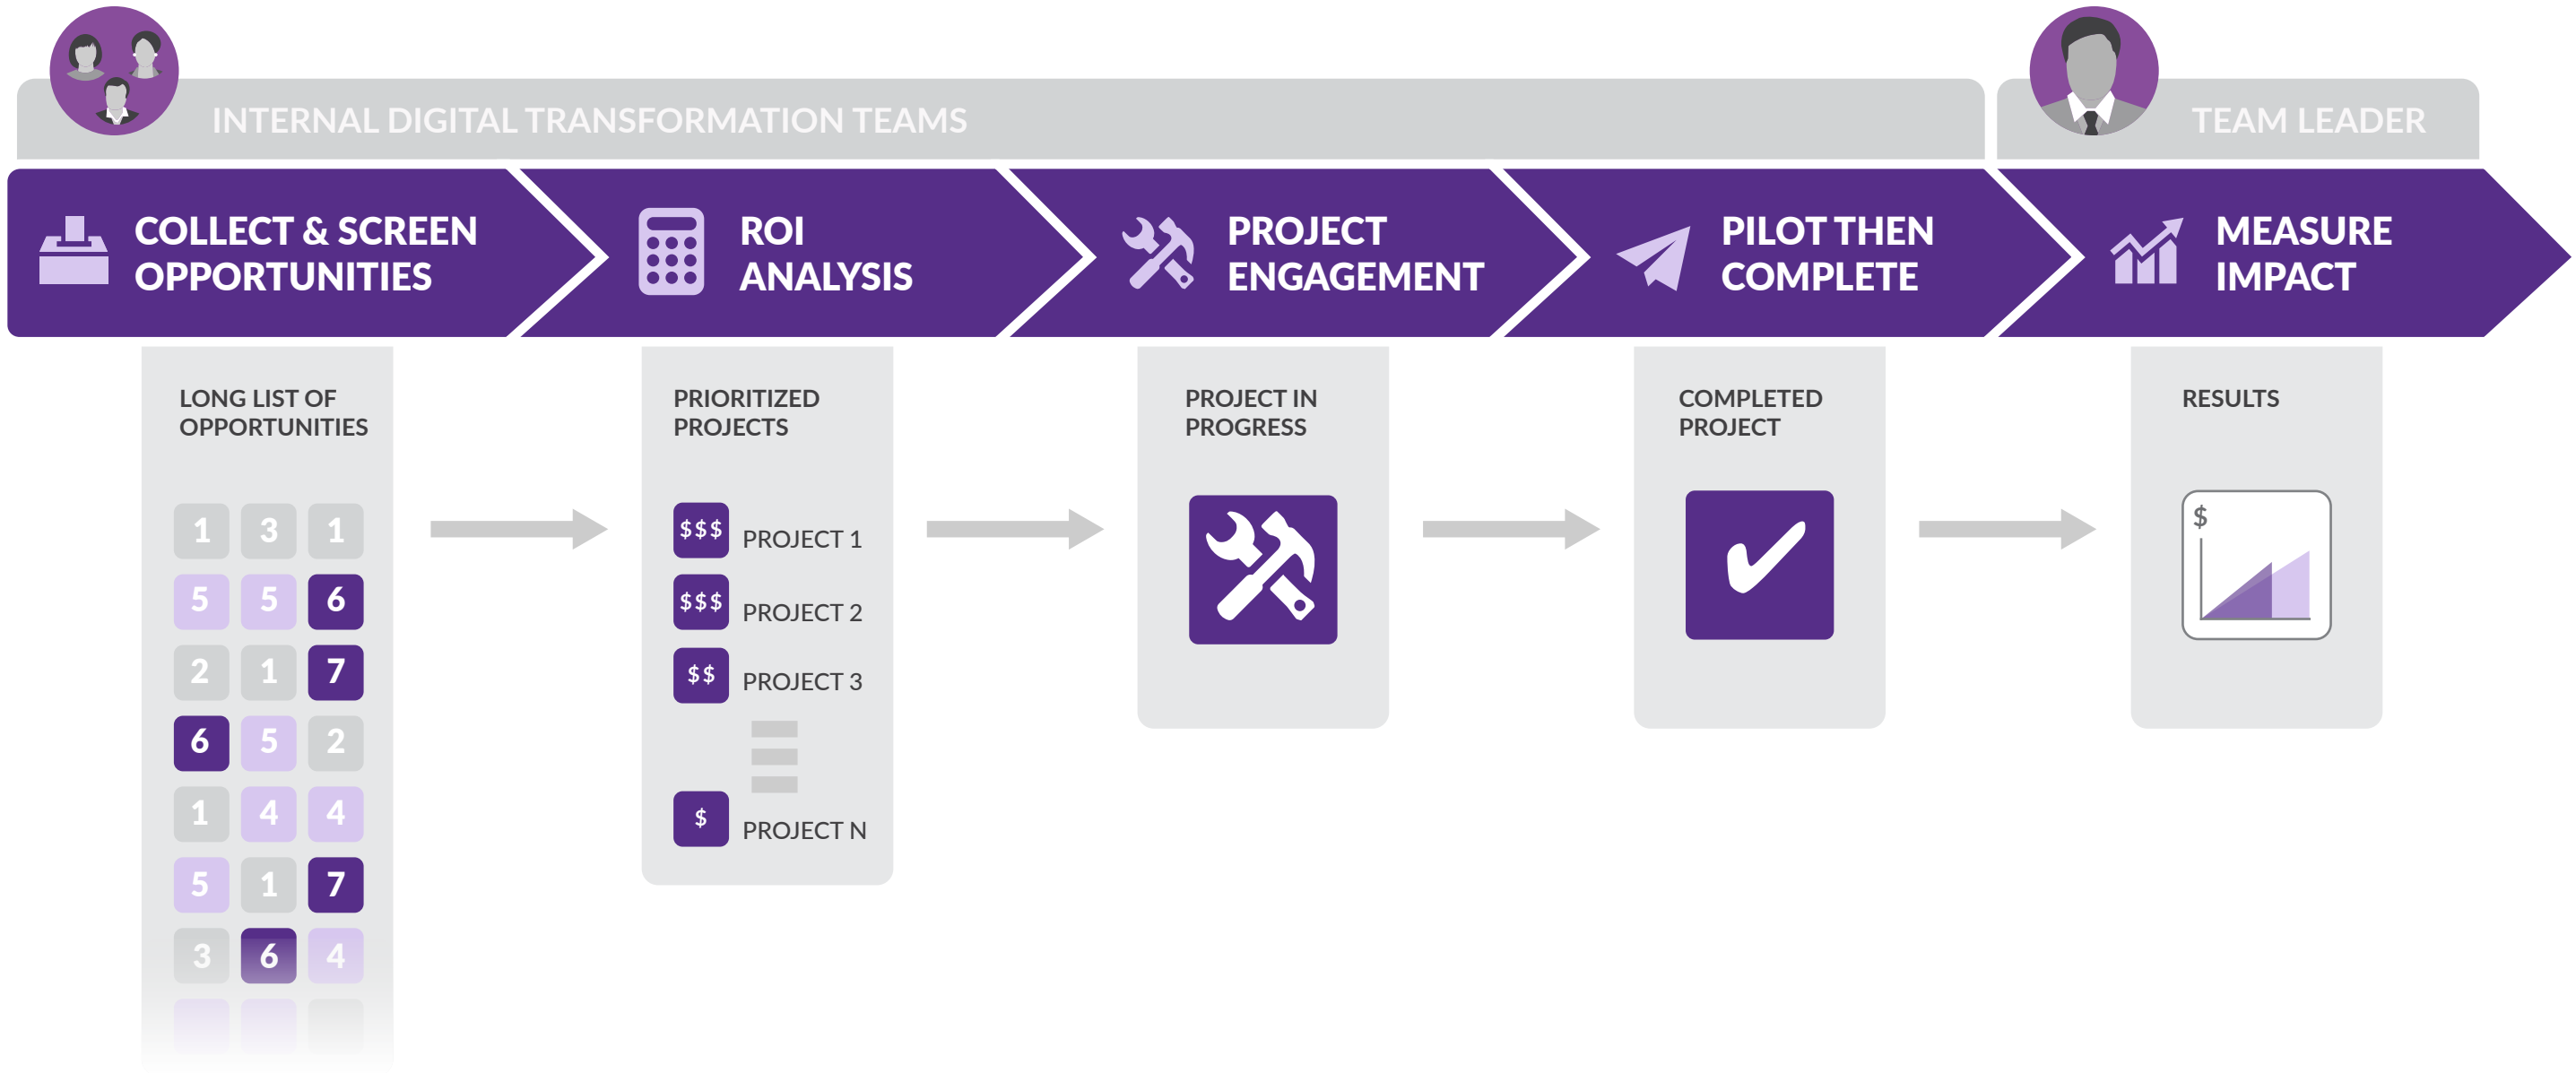 INTERNAL DIGITAL TRANSFORMATION TEAMS
TEAM LEADER
COLLECT & SCREEN
OPPORTUNITIES
ROI
ANALYSIS
PROJECT
ENGAGEMENT
PILOT THEN
COMPLETE
MEASURE
IMPACT
LONG LIST OF
OPPORTUNITIES
1 3 1
5 5 6
2 1 7
6 5 2
1 4 4
5 1 7
3 6 4
PRIORITIZED
PROJECTS
$$$ PROJECT 1
$$$ PROJECT 2
$$ PROJECT 3
$ PROJECT N
PROJECT IN
PROGRESS
COMPLETED
PROJECT
RESULTS
$